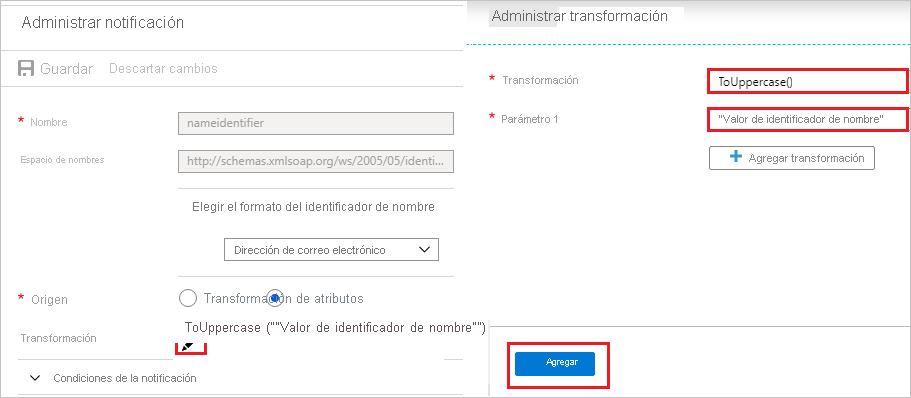 Administrar notificación
Guardar Descartar cambios
* Nombre nameidentifier
Espacio de nombres http://schemas.xmlsoap.org/ws/2005/05/identi...
Elegir el formato del identificador de nombre
Dirección de correo electrónico
* Origen Transformación de atributos
Transformación ToUppercase (""Valor de identificador de nombre"")
Condiciones de la notificación
Administrar transformación
* Transformación ToUppercase()
* Parámetro 1 "Valor de identificador de nombre"
+ Agregar transformación
Agregar